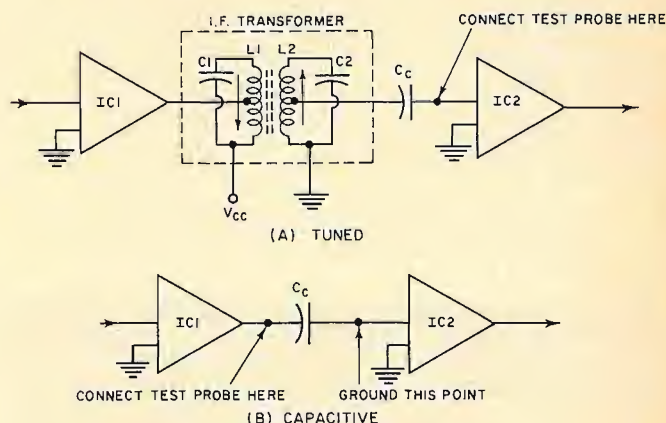 I.F. TRANSFORMER
CONNECT TEST PROBE HERE
L1 L2
C1
C2
CC
IC1
IC2
VCC
(A) TUNED
CC
IC1
IC2
CONNECT TEST PROBE HERE
GROUND THIS POINT
(B) CAPACITIVE